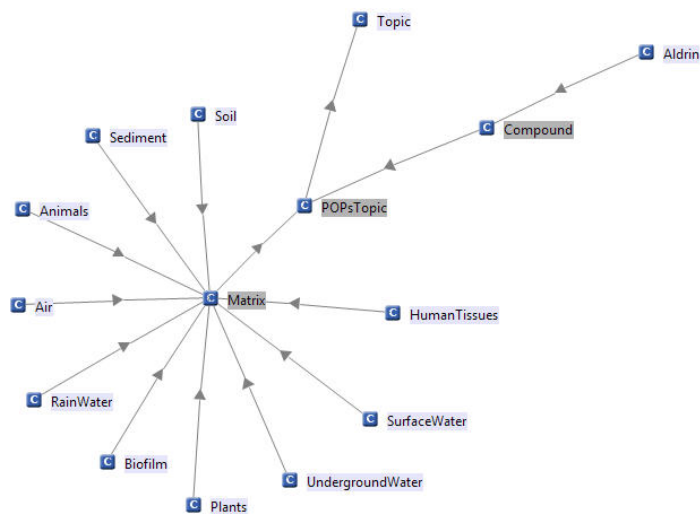 C Topic
C Aldrin
C Soil
C Compound
C Sediment
C POPsTopic
C Animals
C Matrix
C Air
C HumanTissues
C RainWater
C SurfaceWater
C Biofilm
C UndergroundWater
C Plants